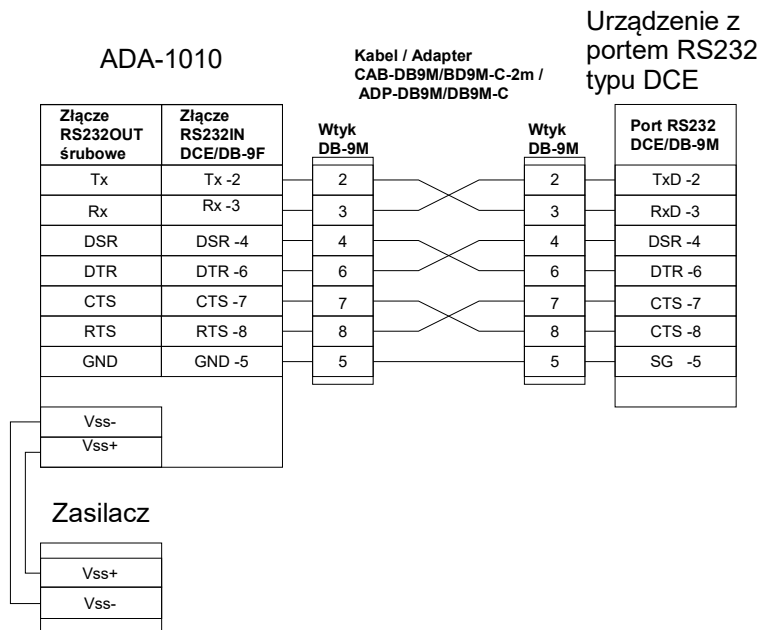 ADA-1010
Kabel / Adapter
CAB-DB9M/BD9M-C-2m /
ADP-DB9M/DB9M-C
Urządzenie z
portem RS232
typu DCE
Złącze
RS232OUT
śrubowe
Złącze
RS232IN
DCE/DB-9F
Wtyk
DB-9M
Wtyk
DB-9M
Port RS232
DCE/DB-9M
Tx Tx -2 2 2 TxD -2
Rx Rx -3 3 3 RxD -3
DSR DSR -4 4 4 DSR -4
DTR DTR -6 6 6 DTR -6
CTS CTS -7 7 7 CTS -7
RTS RTS -8 8 8 CTS -8
GND GND -5 5 5 SG -5
Vss-
Vss+
Zasilacz
Vss+
Vss-